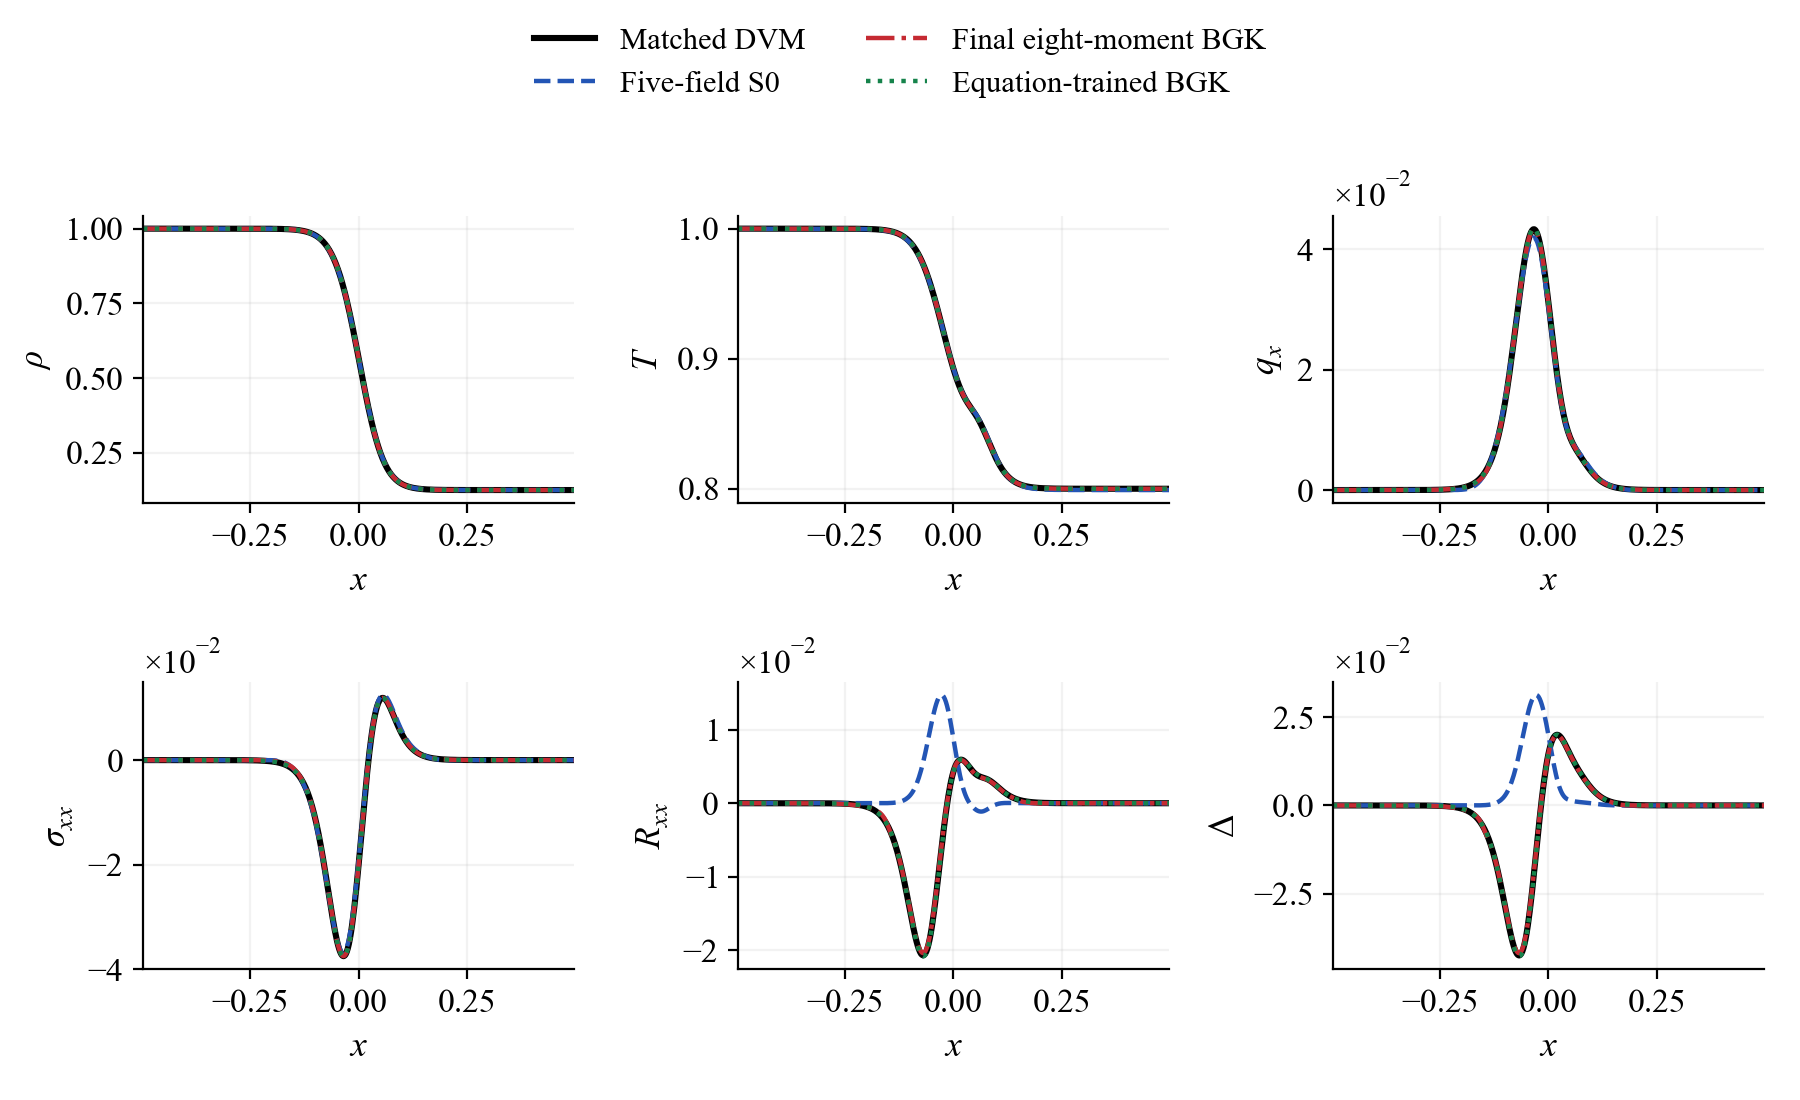 Matched DVM
Five-field S0
Final eight-moment BGK
Equation-trained BGK
1.00
0.75
0.50
0.25
ρ
−0.25 0.00 0.25
x
1.0
0.9
0.8
T
−0.25 0.00 0.25
x
×10⁻²
4
2
0
qₓ
−0.25 0.00 0.25
x
×10⁻²
0
−2
−4
σₓₓ
−0.25 0.00 0.25
x
×10⁻²
1
0
−1
−2
Rₓₓ
−0.25 0.00 0.25
x
×10⁻²
2.5
0.0
−2.5
Δ
−0.25 0.00 0.25
x